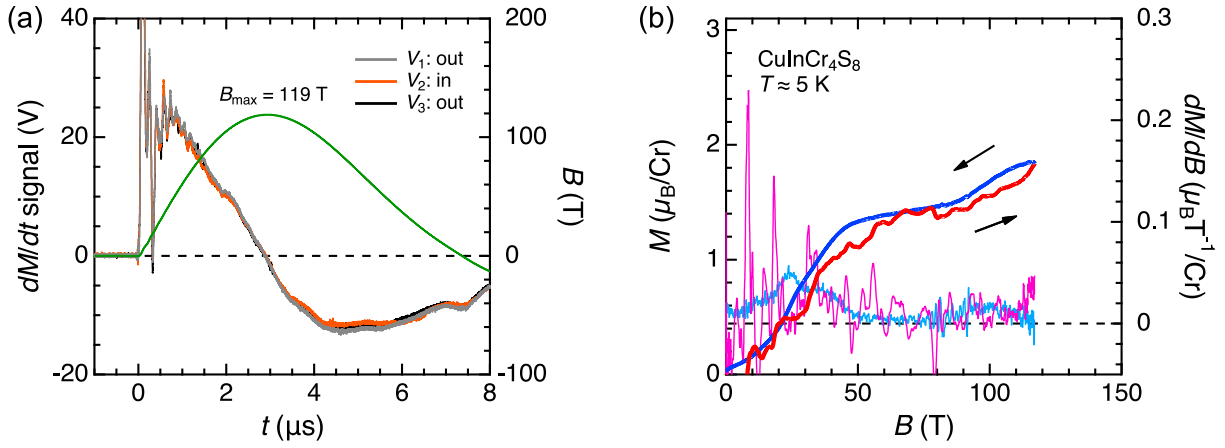 (a)
dM/dt signal (V)
40
20
0
-20
V1: out
V2: in
V3: out
Bmax = 119 T
200
100
0
-100
B (T)
0
2
4
6
8
t (μs)
(b)
M (μB/Cr)
3
2
1
0
CuInCr4S8
T ≈ 5 K
0.3
0.2
0.1
0
dM/dB (μB T-1/Cr)
0
50
100
150
B (T)